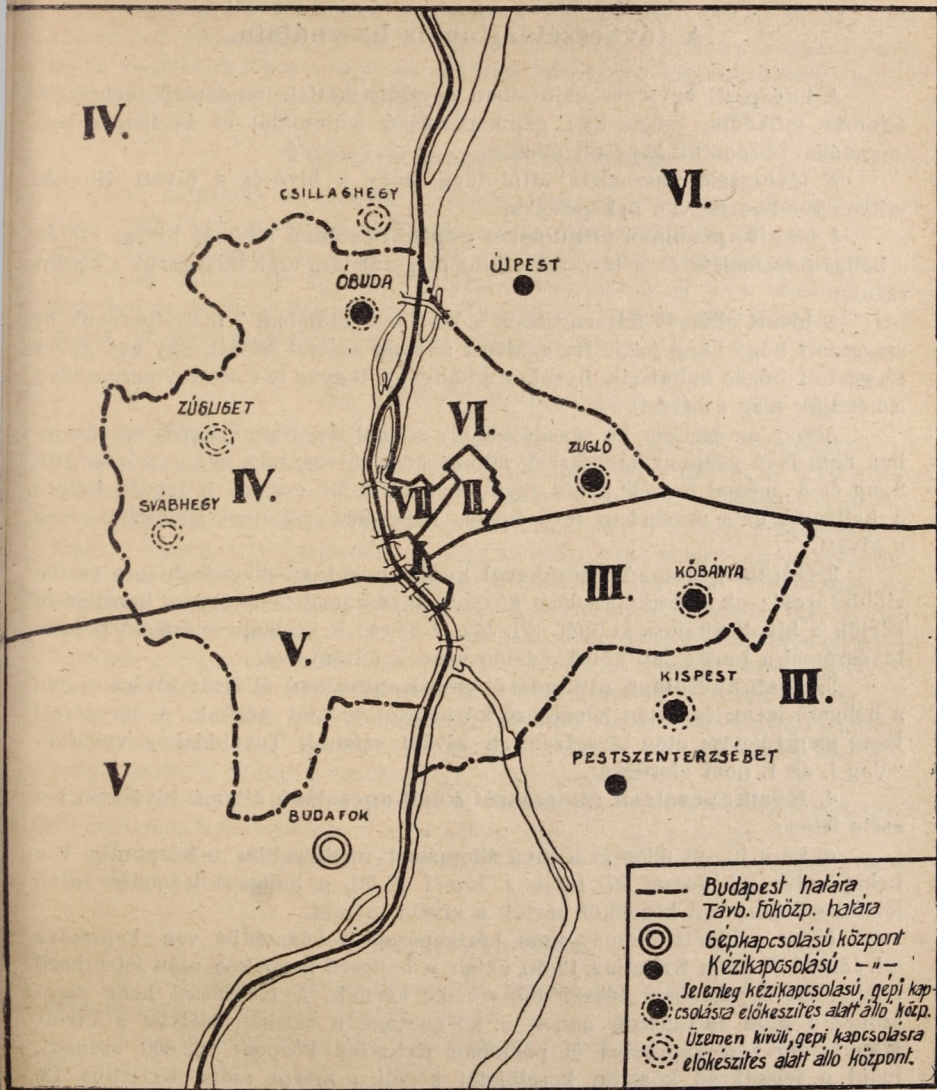 IV.
VI.
CSILLAGHEGY
ÚJPEST
ÓBUDA
ZÚGLIGET
VI.
ZUGLÓ
IV.
VII.
II.
SVÁBHEGY
III.
KŐBÁNYA
V.
KISPEST
III.
PESTSZENTERZSÉBET
V.
BUDAFOK
Budapest határa
Távb. főközp. határa
Gépkapcsolású központ
Kézikapcsolású -„-
Jelenleg kézikapcsolású, gépi kap-
csolásra előkészítés alatt álló közp.
Üzemen kívüli, gépi kapcsolásra
előkészítés alatt álló központ.